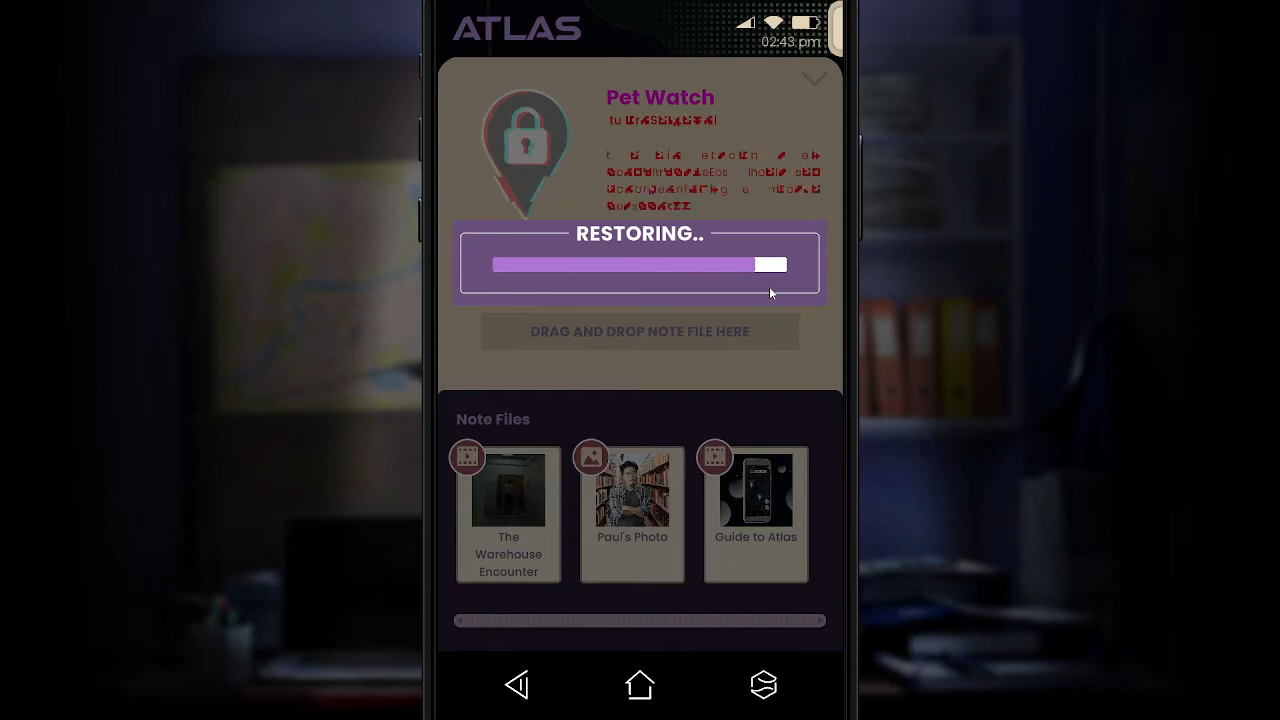 ATLAS
02:43 pm
Pet Watch
RESTORING..
DRAG AND DROP NOTE FILE HERE
Note Files
The
Warehouse
Encounter
Paul's Photo
Guide to Atlas